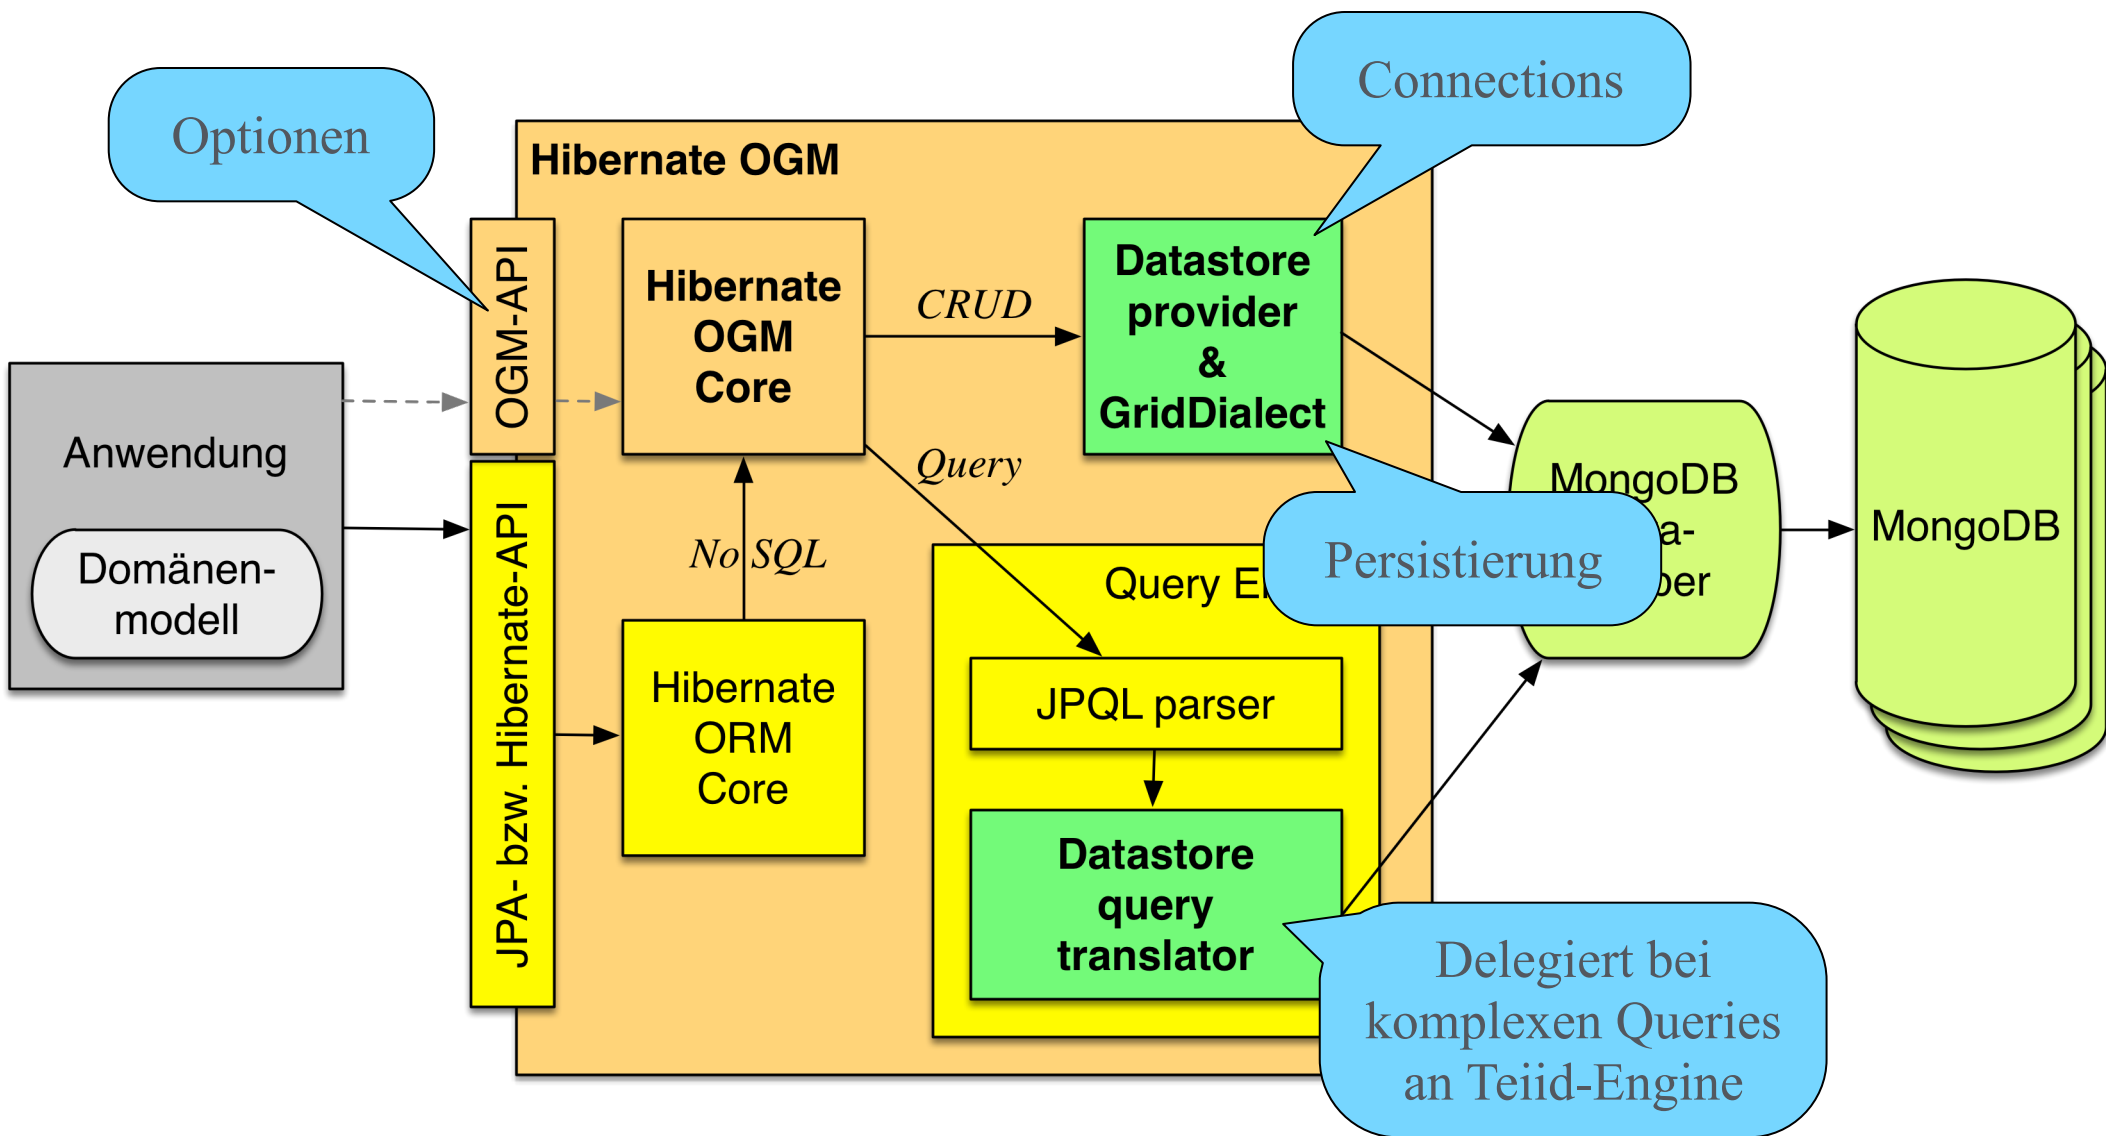 Connections
Optionen
Hibernate OGM
OGM-API
Hibernate
OGM
Core
CRUD
Datastore
provider
&
GridDialect
Anwendung
Domänen-
modell
Query
No SQL
JPA- bzw. Hibernate-API
Hibernate
ORM
Core
Query
Persistierung
JPQL parser
Datastore
query
translator
MongoDB
MongoDB
Delegiert bei
komplexen Queries
an Teiid-Engine